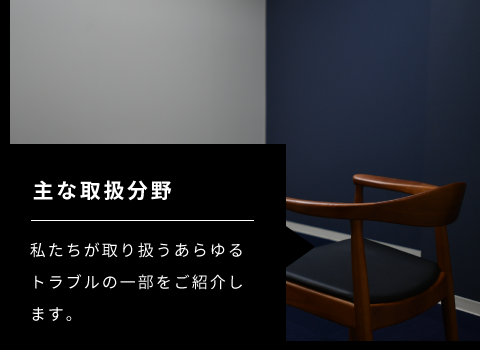 主な取扱分野
私たちが取り扱うあらゆる
トラブルの一部をご紹介し
ます。